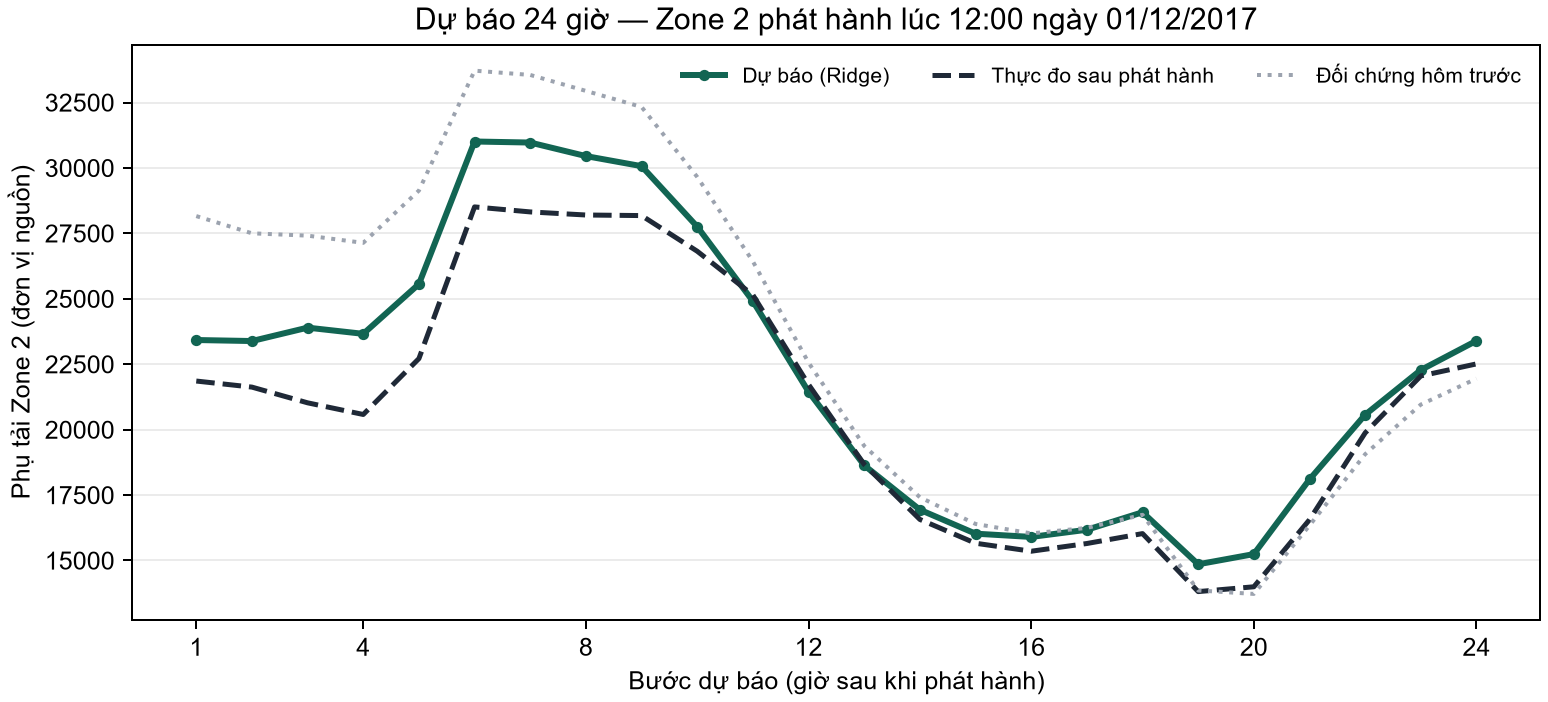 Dự báo 24 giờ — Zone 2 phát hành lúc 12:00 ngày 01/12/2017
Dự báo (Ridge)
Thực đo sau phát hành
Đối chứng hôm trước
Phụ tải Zone 2 (đơn vị nguồn)
32500
30000
27500
25000
22500
20000
17500
15000
1
4
8
12
16
20
24
Bước dự báo (giờ sau khi phát hành)